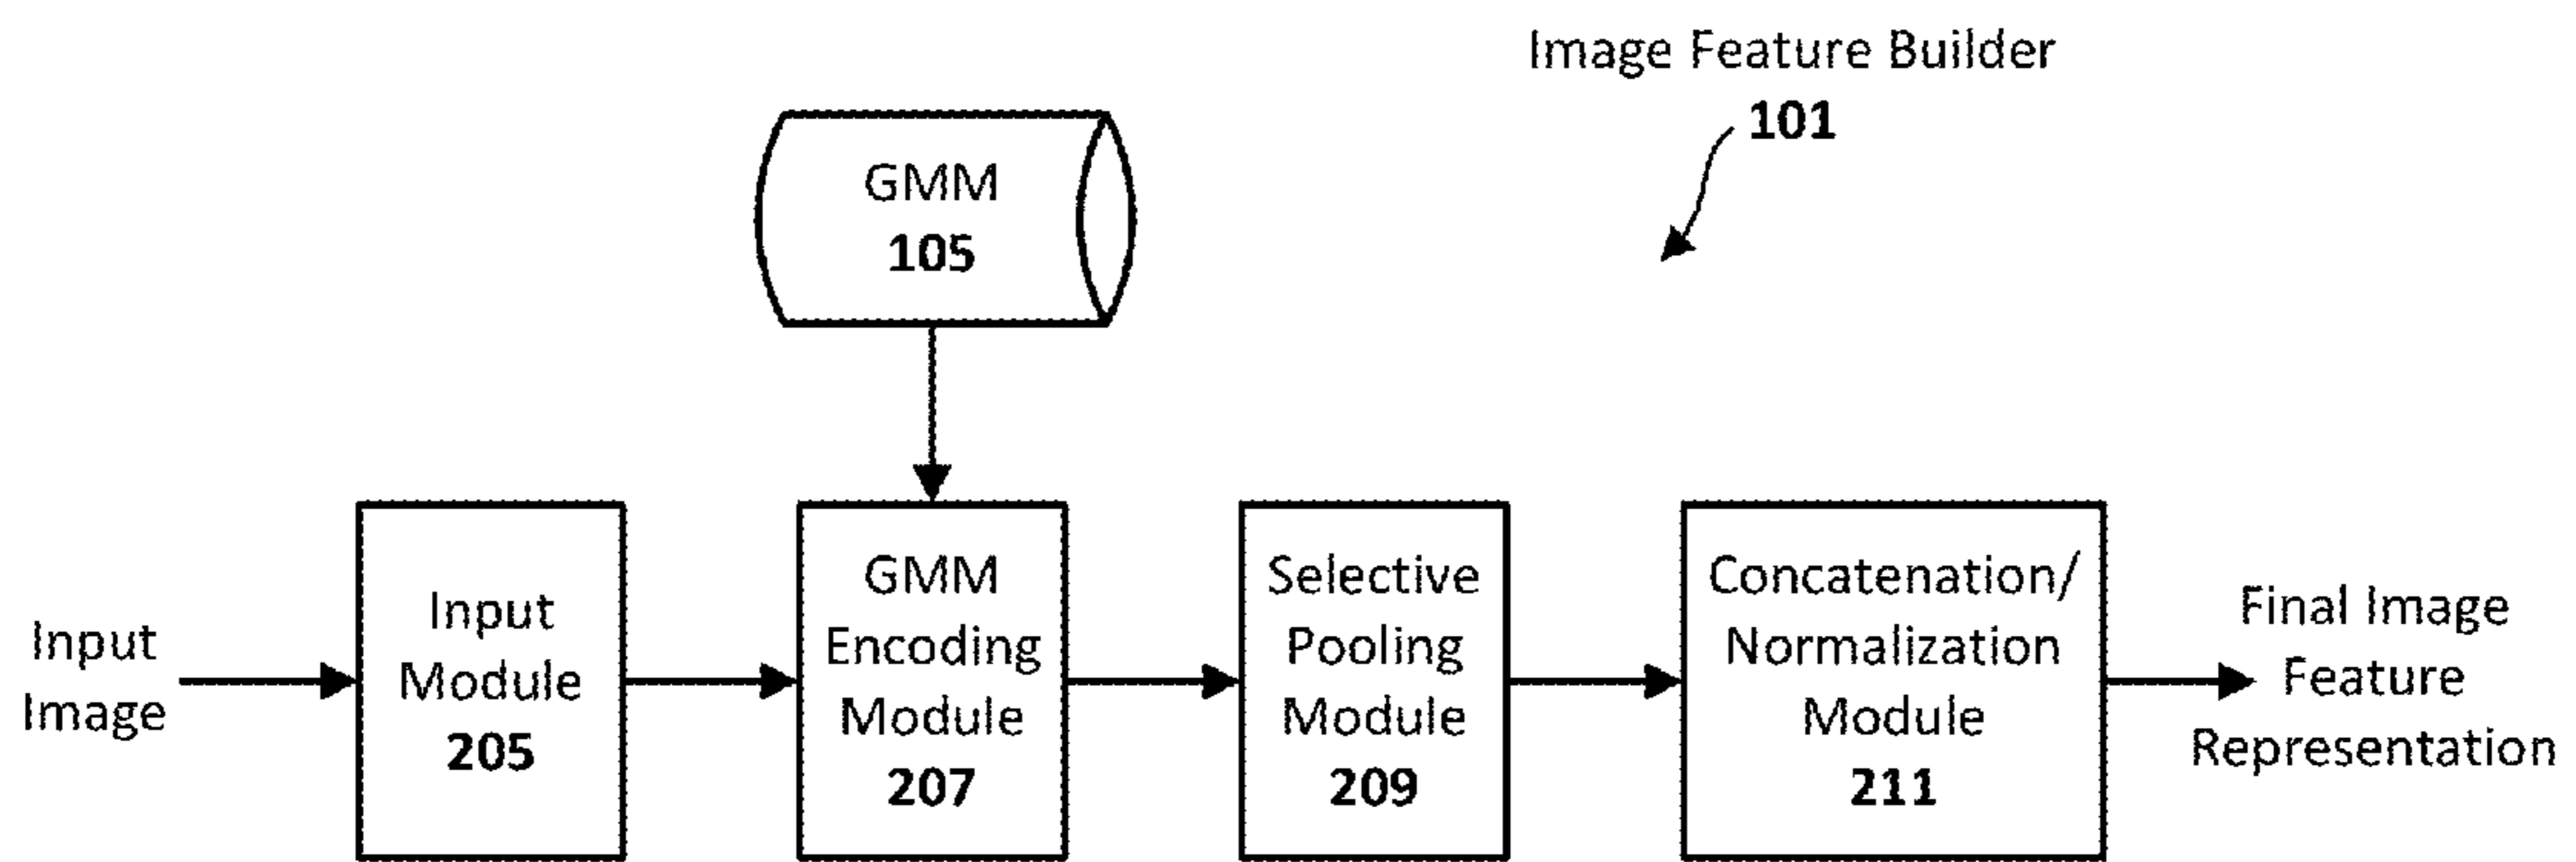 Image Feature Builder
101
GMM
105
Input
Image
Input
Module
205
GMM
Encoding
Module
207
Selective
Pooling
Module
209
Concatenation/
Normalization
Module
211
Final Image
Feature
Representation